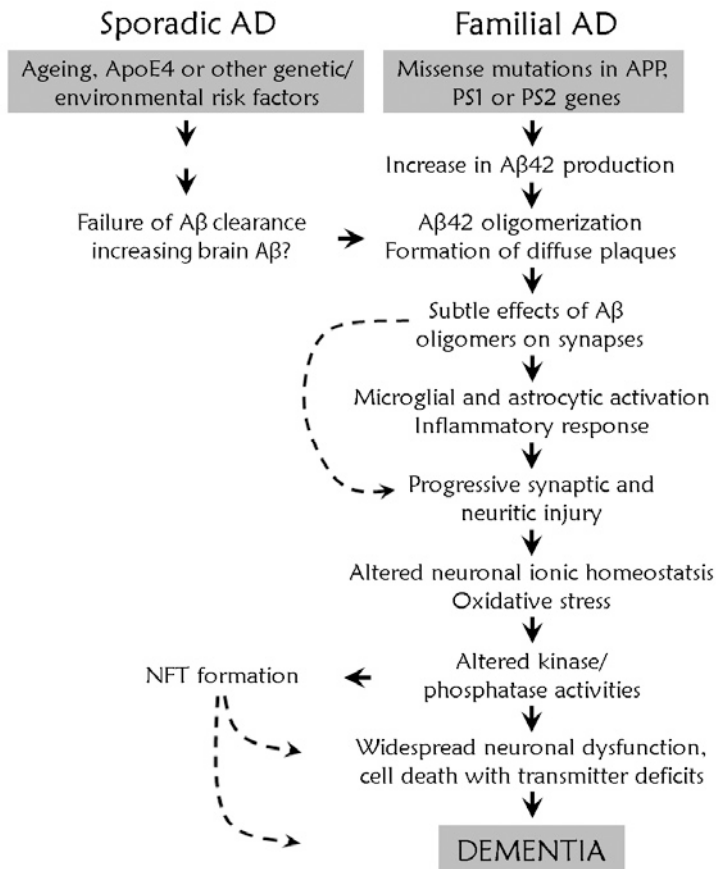 Sporadic AD
Ageing, ApoE4 or other genetic/
environmental risk factors
Failure of Aβ clearance
increasing brain Aβ?
Familial AD
Missense mutations in APP,
PS1 or PS2 genes
Increase in Aβ42 production
Aβ42 oligomerization
Formation of diffuse plaques
Subtle effects of Aβ
oligomers on synapses
Microglial and astrocytic activation
Inflammatory response
Progressive synaptic and
neuritic injury
Altered neuronal ionic homeostatsis
Oxidative stress
Altered kinase/
phosphatase activities
NFT formation
Widespread neuronal dysfunction,
cell death with transmitter deficits
DEMENTIA